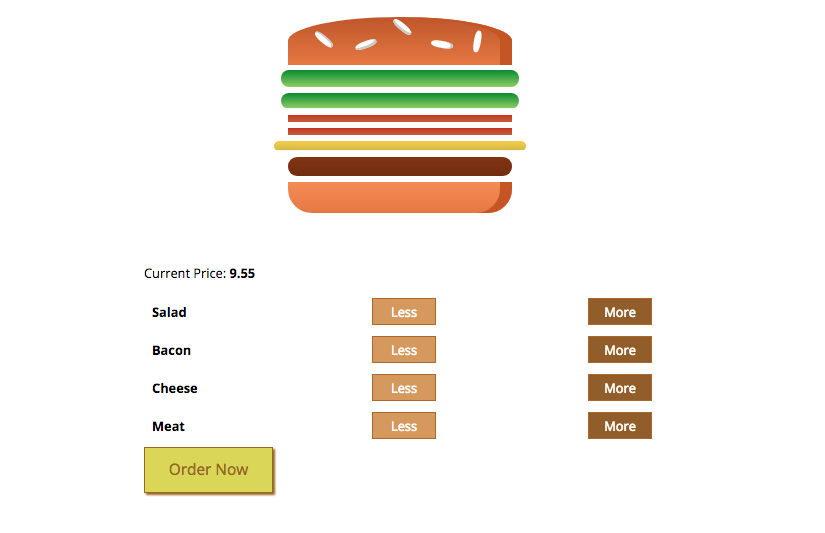 Current Price: 9.55
Salad Less More
Bacon Less More
Cheese Less More
Meat Less More
Order Now